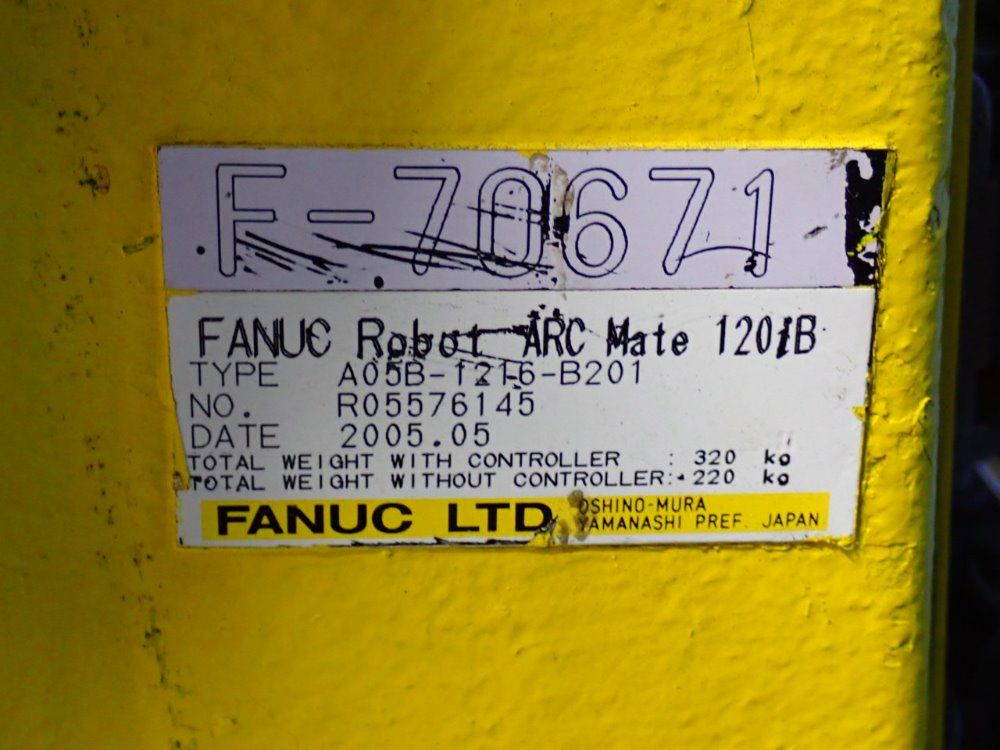 F-70671
FANUC Robot ARC Mate 120iB
TYPE A05B-1216-B201
NO. R05576145
DATE 2005.05
TOTAL WEIGHT WITH CONTROLLER : 320 kg
TOTAL WEIGHT WITHOUT CONTROLLER: 220 kg
FANUC LTD
OSHINO-MURA
YAMANASHI PREF. JAPAN